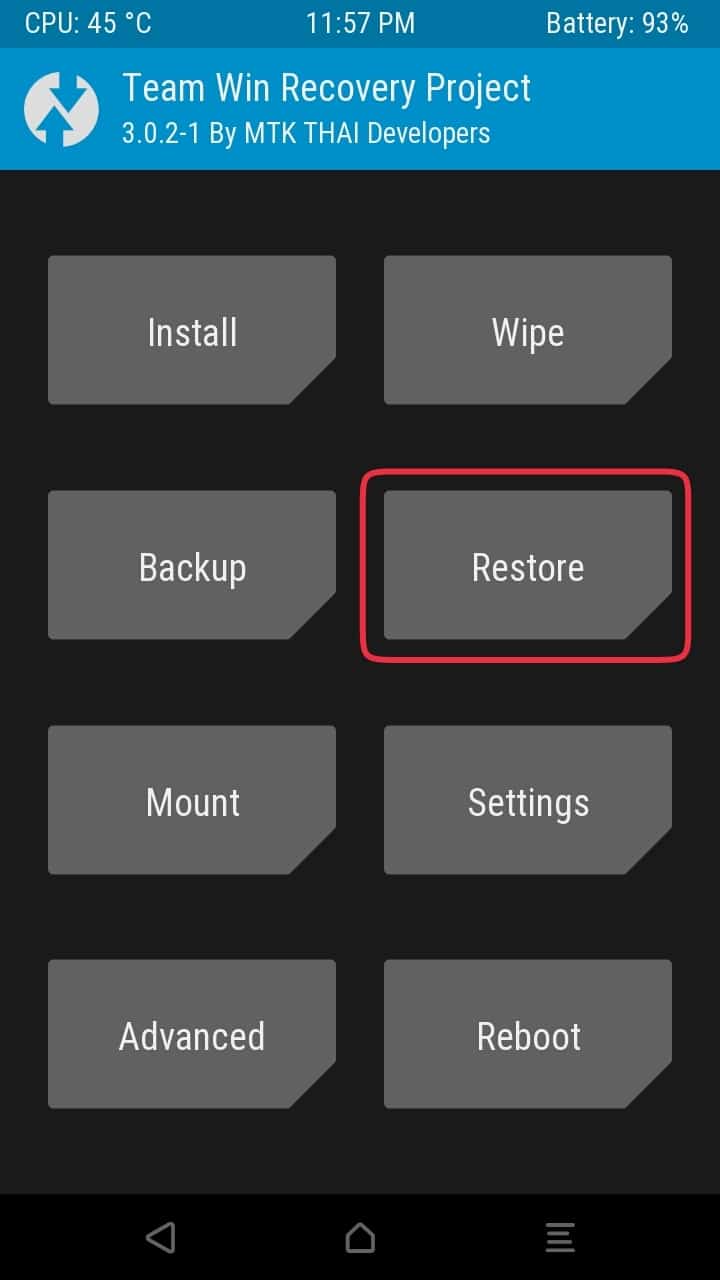 CPU: 45 °C 11:57 PM Battery: 93%
Team Win Recovery Project
3.0.2-1 By MTK THAI Developers
Install Wipe
Backup Restore
Mount Settings
Advanced Reboot